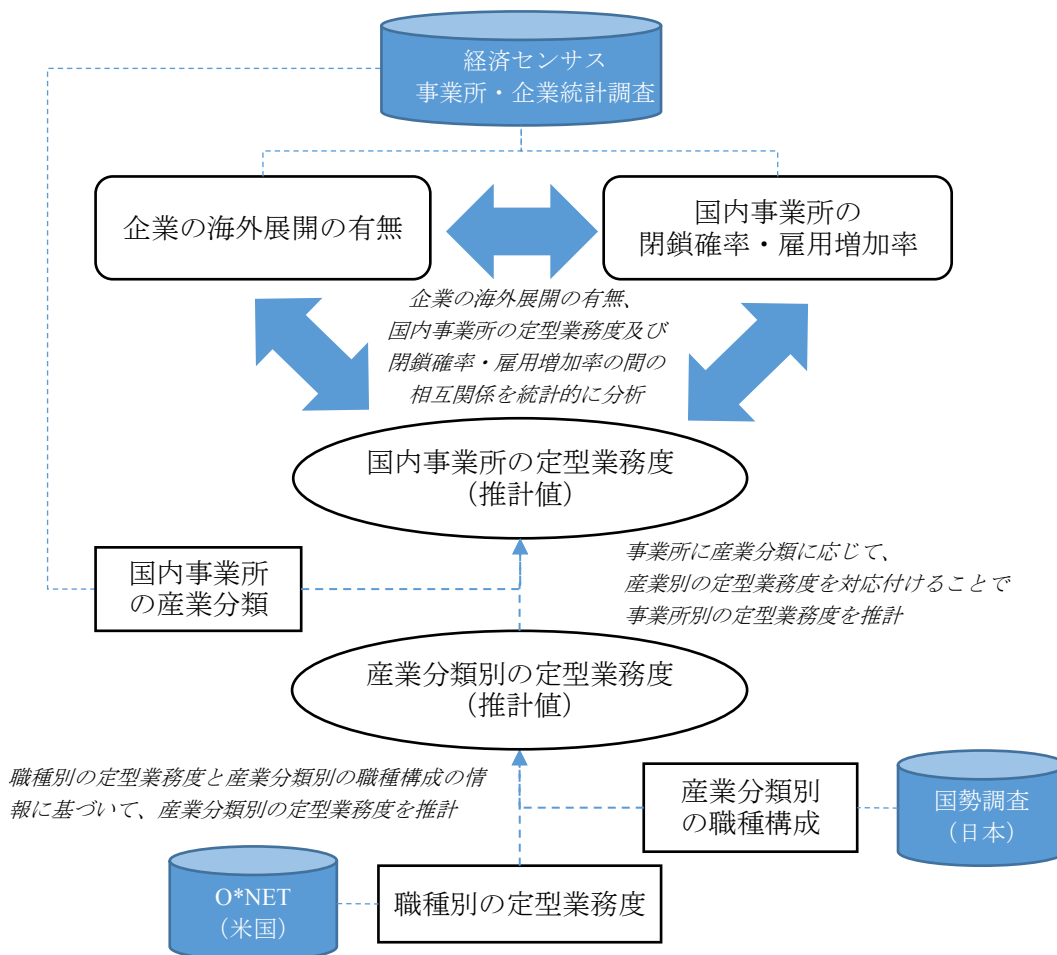 経済センサス
事業所・企業統計調査
企業の海外展開の有無
国内事業所の
閉鎖確率・雇用増加率
企業の海外展開の有無、
国内事業所の定型業務度及び
閉鎖確率・雇用増加率の間の
相互関係を統計的に分析
国内事業所の定型業務度
（推計値）
国内事業所
の産業分類
事業所に産業分類に応じて、
産業別の定型業務度を対応付けることで
事業所別の定型業務度を推計
産業分類別の定型業務度
（推計値）
職種別の定型業務度と産業分類別の職種構成の情
報に基づいて、産業分類別の定型業務度を推計
産業分類別
の職種構成
国勢調査
（日本）
O*NET
（米国）
職種別の定型業務度